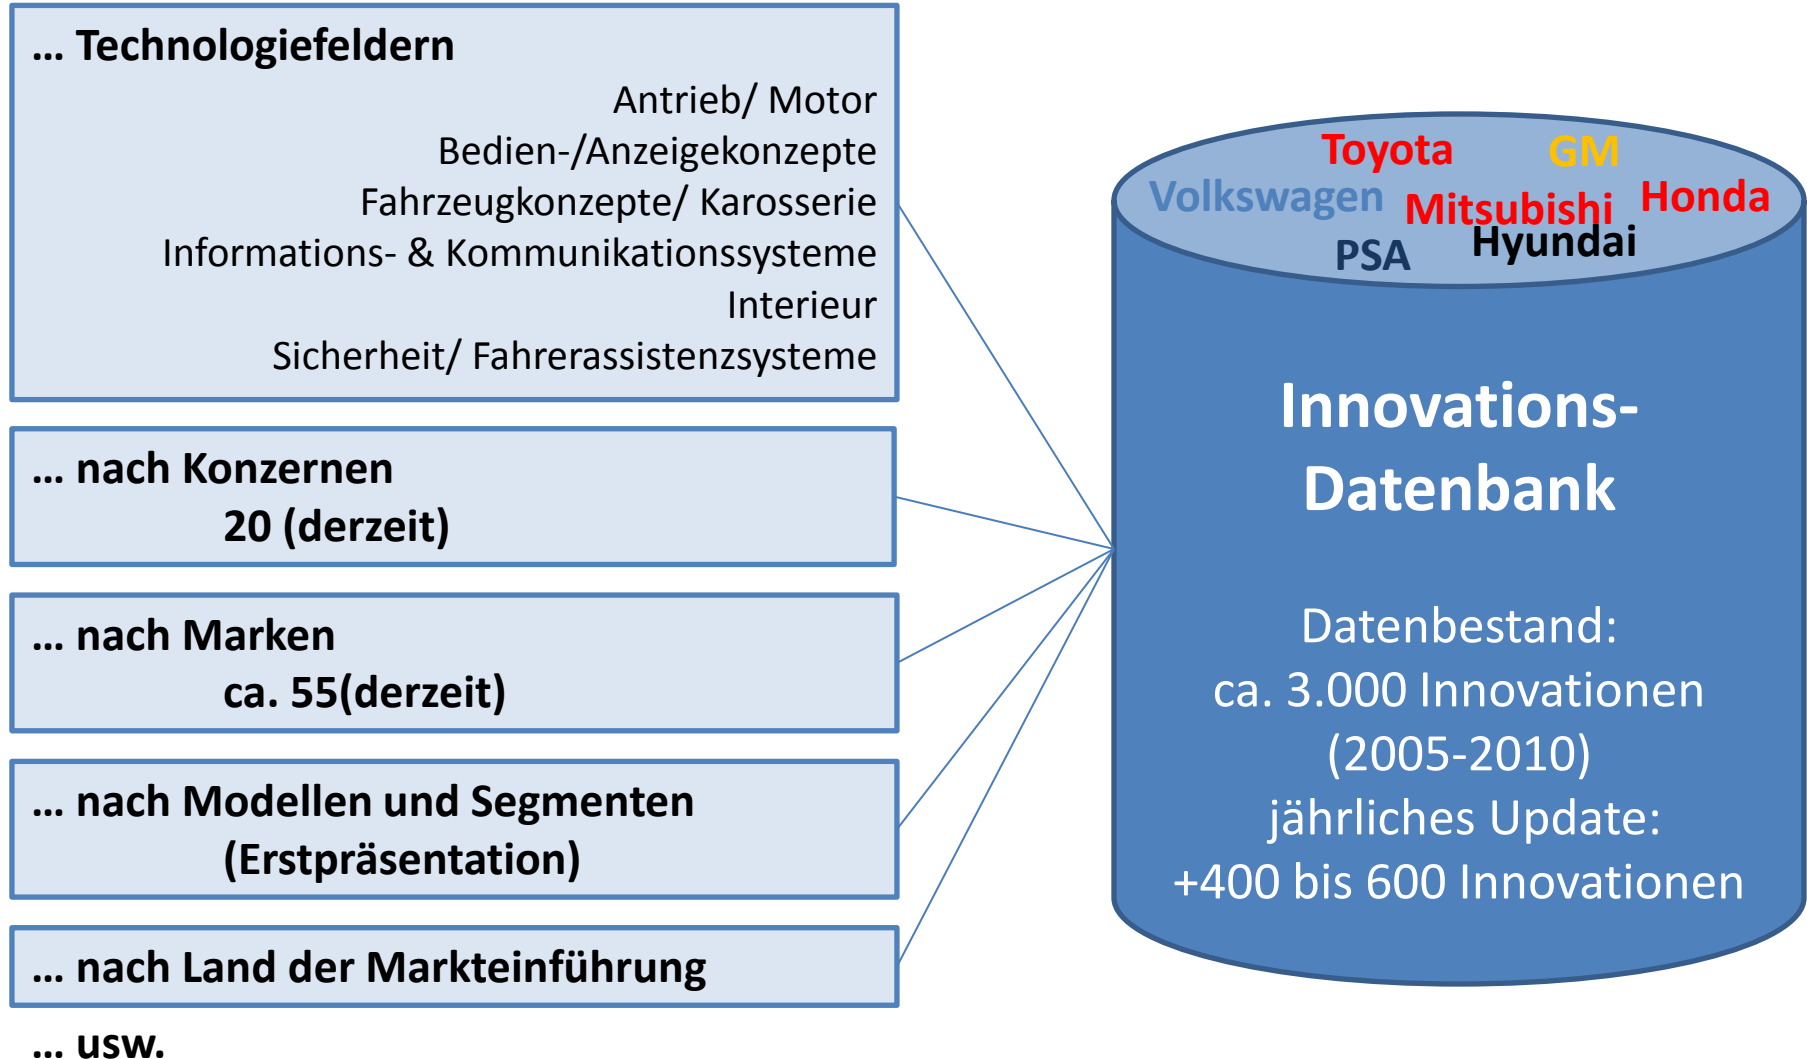 ... Technologiefeldern
Antrieb/ Motor
Bedien-/Anzeigekonzepte
Fahrzeugkonzepte/ Karosserie
Informations- & Kommunikationssysteme
Interieur
Sicherheit/ Fahrerassistenzsysteme
... nach Konzernen
20 (derzeit)
... nach Marken
ca. 55(derzeit)
... nach Modellen und Segmenten
(Erstpräsentation)
... nach Land der Markteinführung
... usw.
Toyota GM
Volkswagen Mitsubishi Honda
PSA Hyundai
Innovations-
Datenbank
Datenbestand:
ca. 3.000 Innovationen
(2005-2010)
jährliches Update:
+400 bis 600 Innovationen